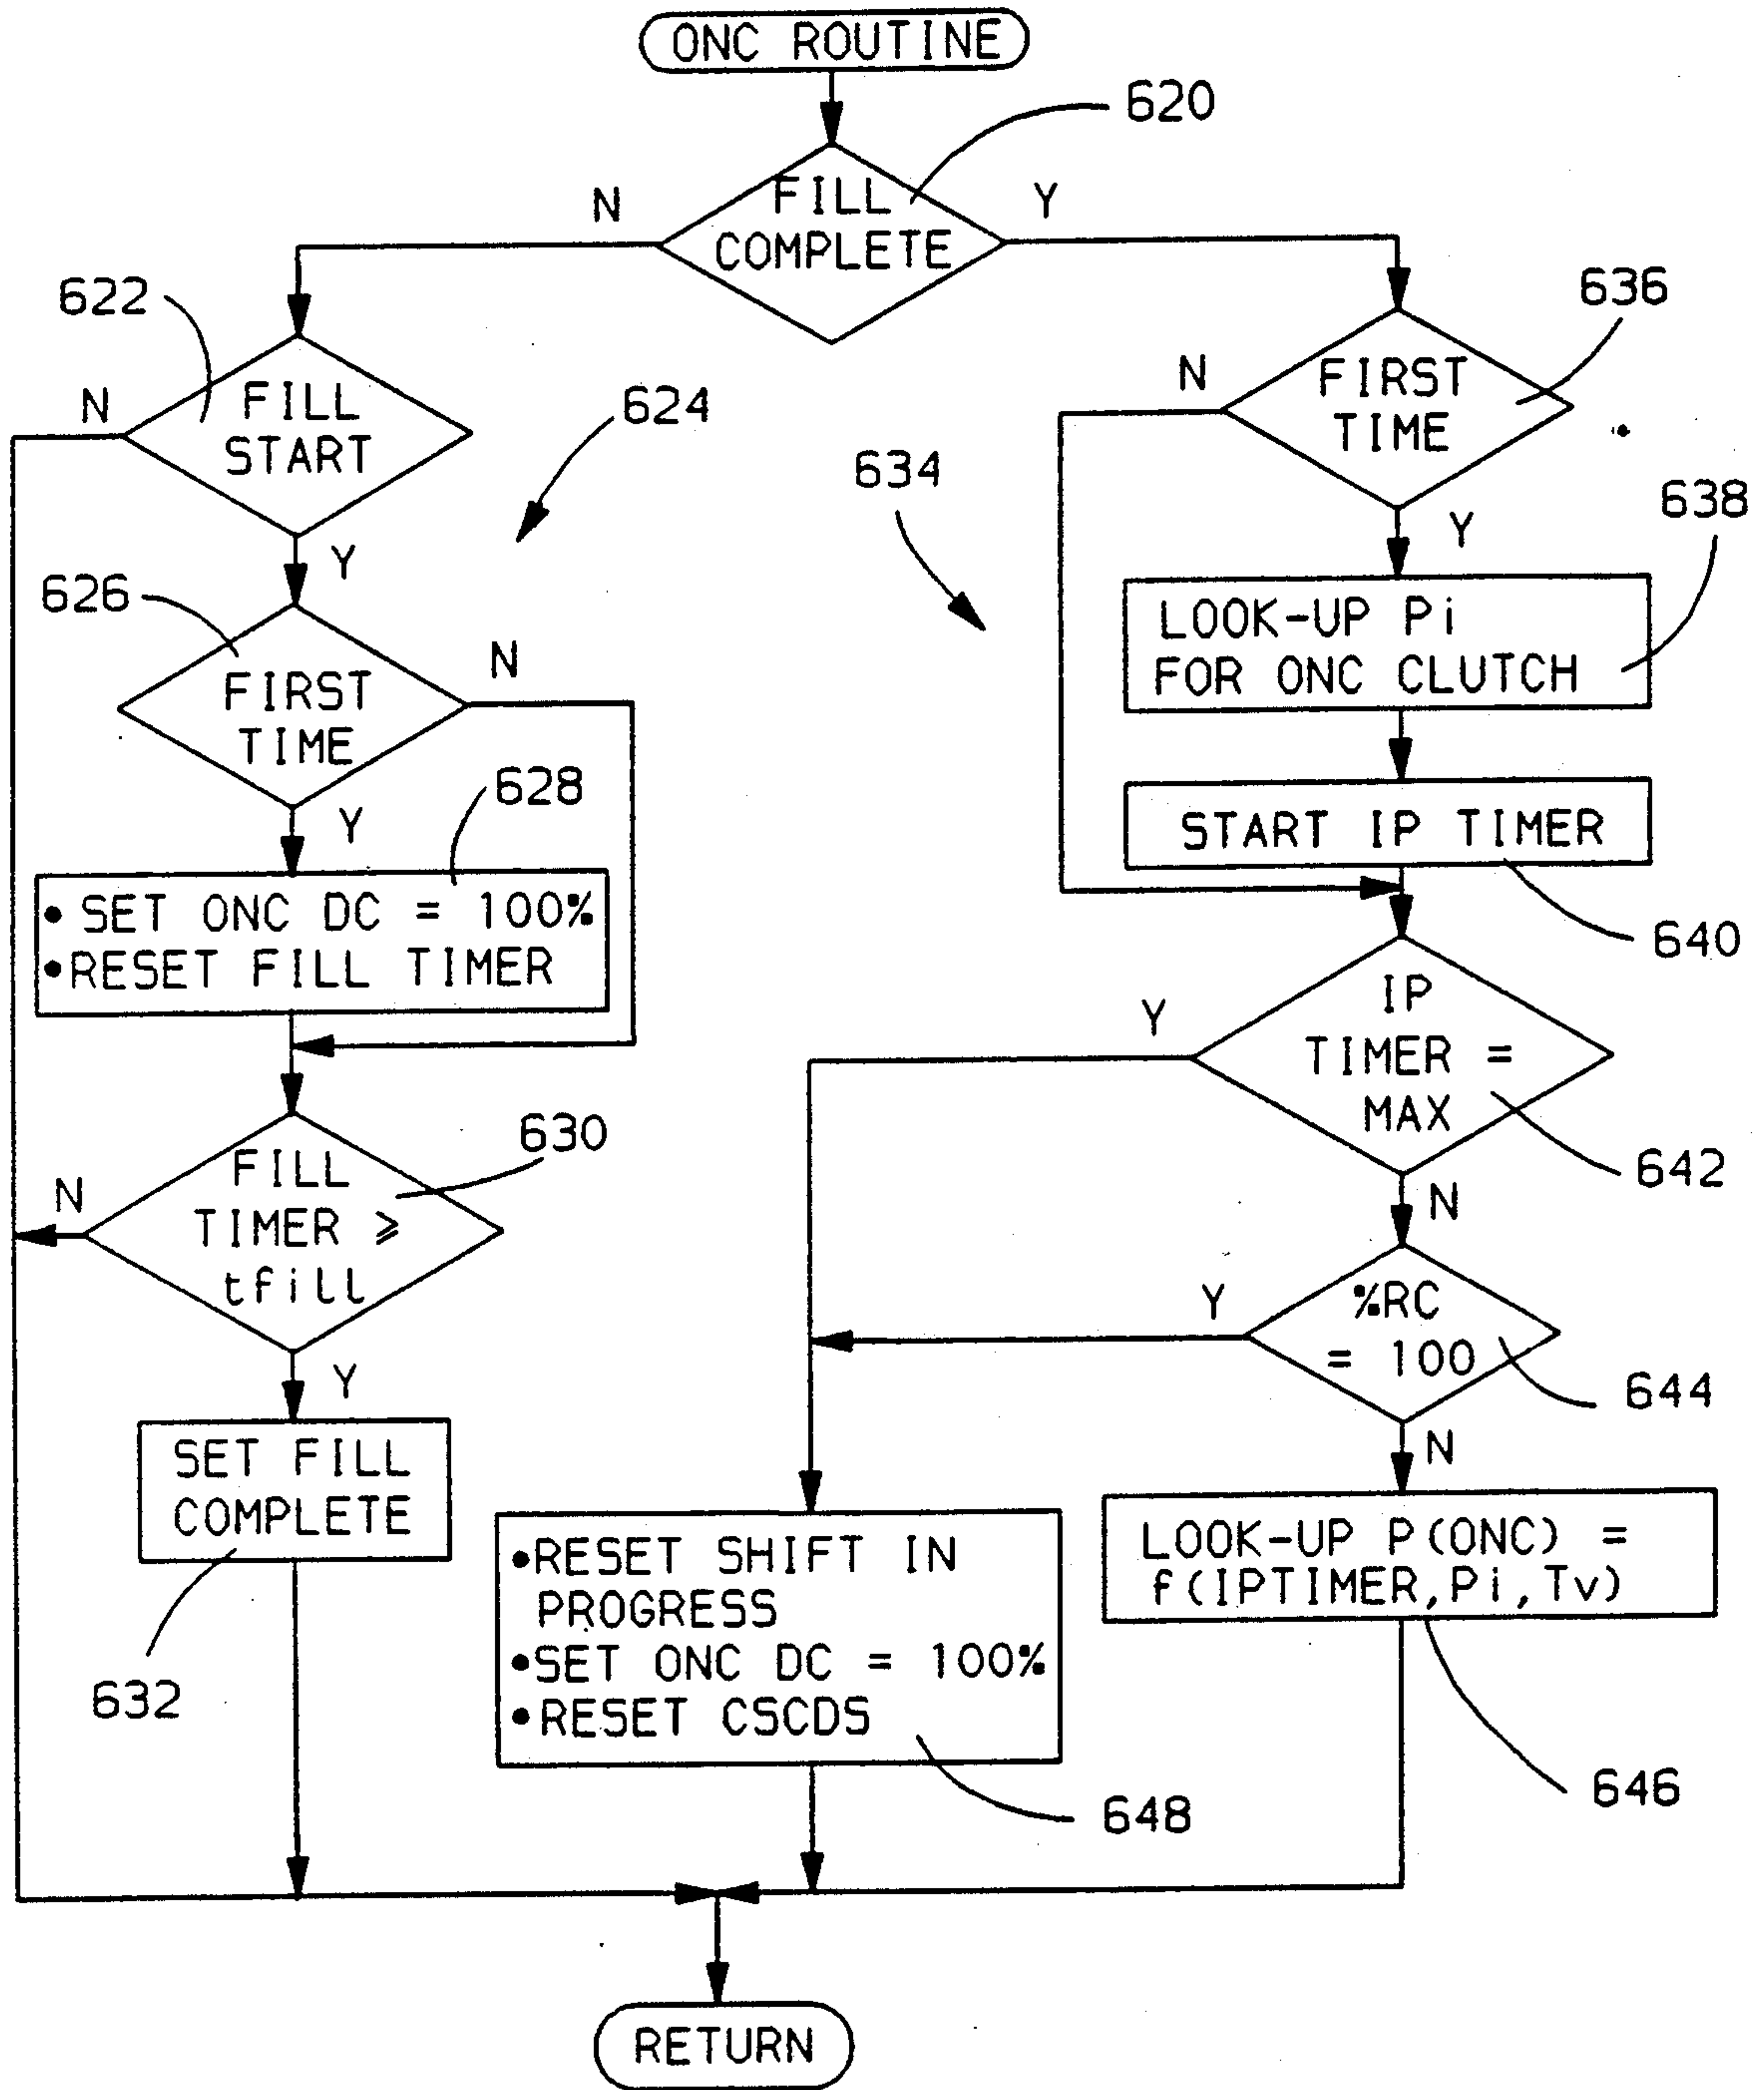 ONC ROUTINE
620
FILL
COMPLETE
N
Y
622
FILL
START
N
Y
624
626
FIRST
TIME
N
Y
628
• SET ONC DC = 100%
• RESET FILL TIMER
630
FILL
TIMER ≥
tfill
N
Y
SET FILL
COMPLETE
632
634
636
FIRST
TIME
N
Y
638
LOOK-UP Pi
FOR ONC CLUTCH
START IP TIMER
640
IP
TIMER =
MAX
Y
N
642
%RC
= 100
Y
N
644
LOOK-UP P(ONC) =
f(IPTIMER,Pi,Tv)
646
•RESET SHIFT IN
PROGRESS
•SET ONC DC = 100%
•RESET CSCDS
648
RETURN